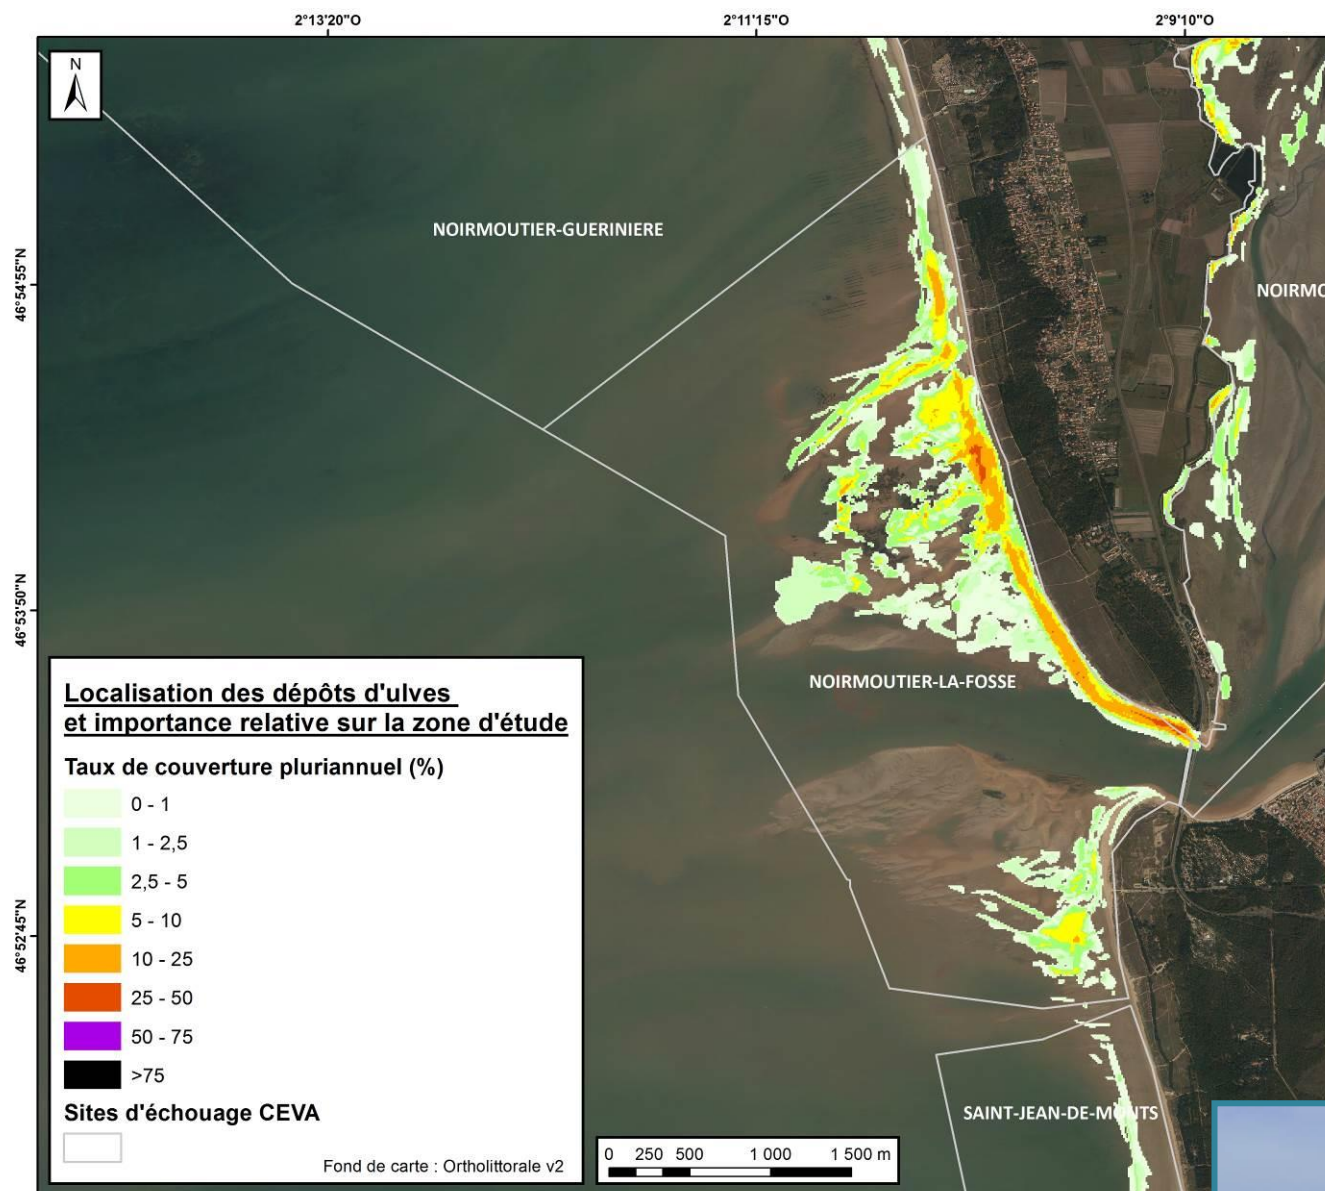 2°13'20"O
2°11'15"O
2°9'10"O
N
46°54'55"N
46°53'50"N
46°52'45"N
NOIRMOUTIER-GUERINIERE
NOIRMO
NOIRMOUTIER-LA-FOSSE
SAINT-JEAN-DE-MONTS
Localisation des dépôts d'ulves
et importance relative sur la zone d'étude
Taux de couverture pluriannuel (%)
0 - 1
1 - 2,5
2,5 - 5
5 - 10
10 - 25
25 - 50
50 - 75
>75
Sites d'échouage CEVA
Fond de carte : Ortholittorale v2
0 250 500 1 000 1 500 m